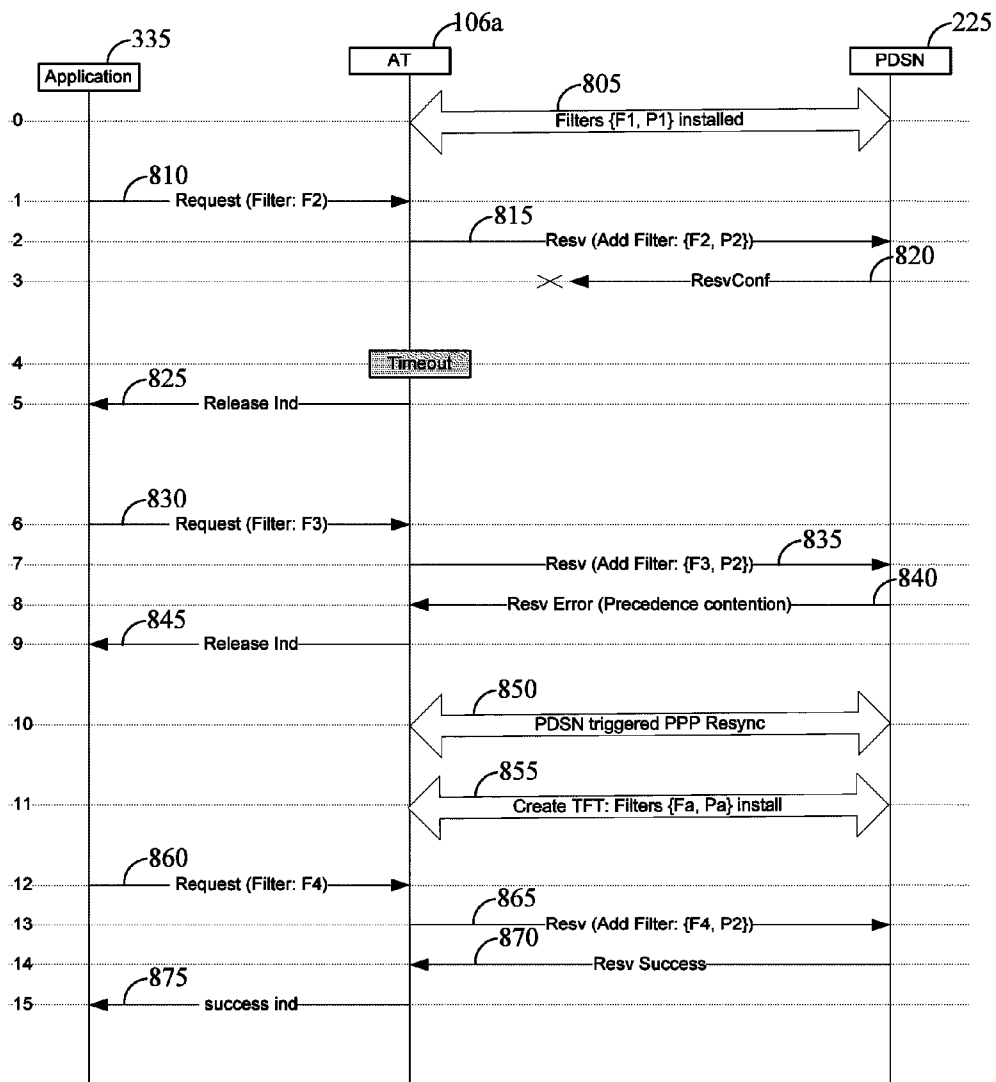 335
106a
225
Application
AT
PDSN
805
0
Filters {F1, P1} installed
810
1
Request (Filter: F2)
815
2
Resv (Add Filter: {F2, P2})
820
3
ResvConf
4
Timeout
825
5
Release Ind
830
6
Request (Filter: F3)
835
7
Resv (Add Filter: {F3, P2})
840
8
Resv Error (Precedence contention)
845
9
Release Ind
850
10
PDSN triggered PPP Resync
855
11
Create TFT: Filters {Fa, Pa} install
860
12
Request (Filter: F4)
865
13
Resv (Add Filter: {F4, P2})
870
14
Resv Success
875
15
success ind